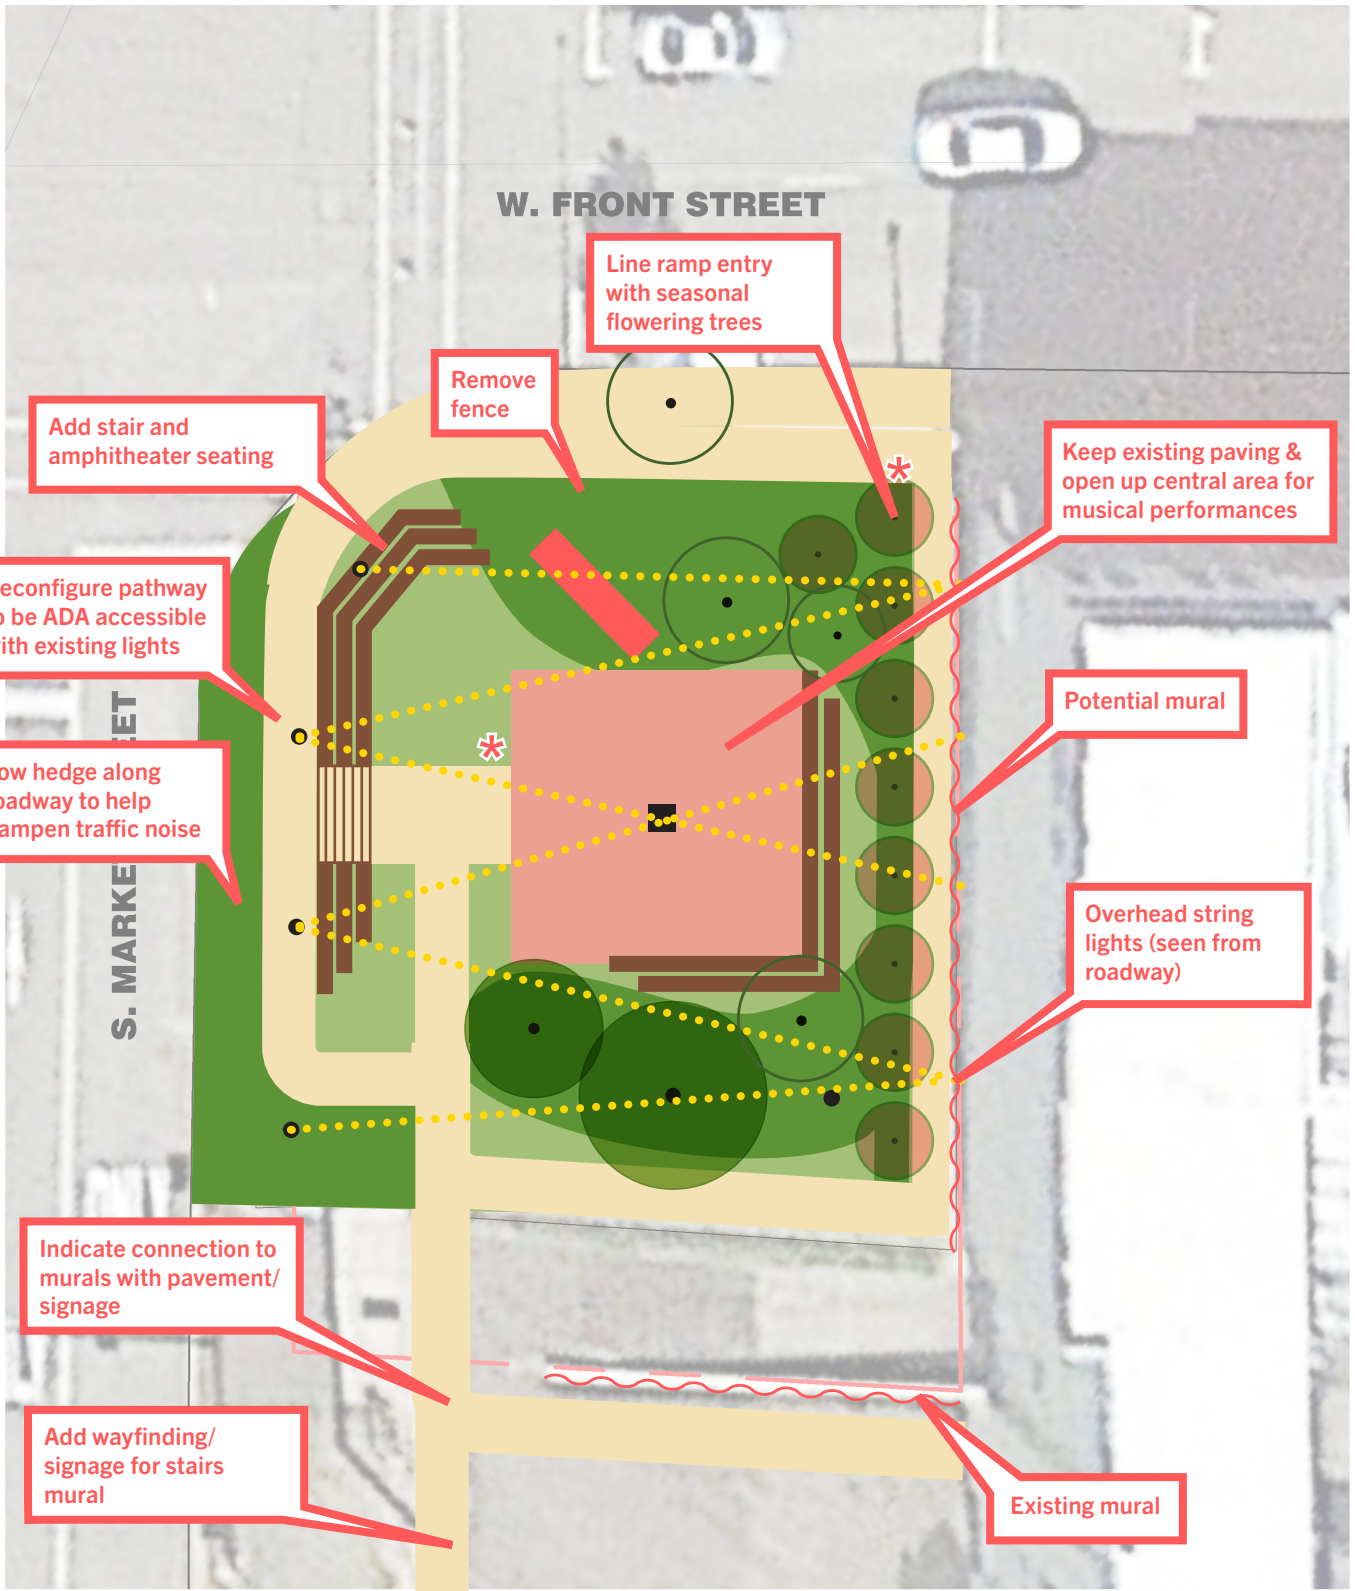 W. FRONT STREET
Line ramp entry
with seasonal
flowering trees
Remove
fence
Add stair and
amphitheater seating
*
Keep existing paving &
open up central area for
musical performances
econfigure pathway
o be ADA accessible
ith existing lights
Potential mural
*
ow hedge along
oadway to help
ampen traffic noise
S. MARKE EET
Overhead string
lights (seen from
roadway)
Indicate connection to
murals with pavement/
signage
Add wayfinding/
signage for stairs
mural
Existing mural